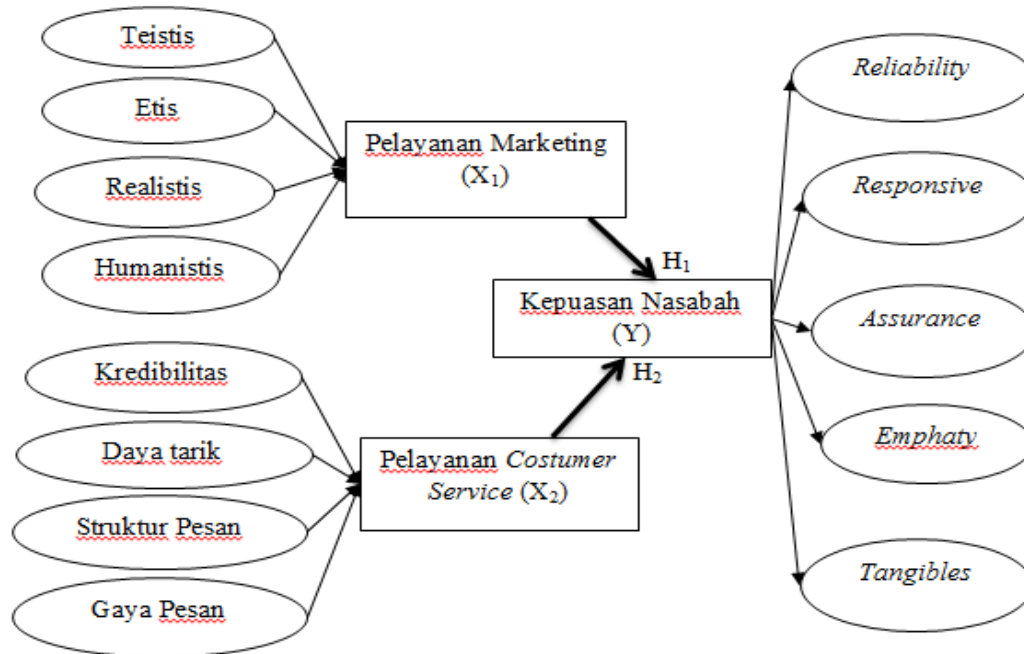 Teistis
Etis
Realistis
Humanistis
Pelayanan Marketing
(X₁)
H₁
Kepuasan Nasabah
(Y)
H₂
Kredibilitas
Daya tarik
Struktur Pesan
Gaya Pesan
Pelayanan Costumer
Service (X₂)
Reliability
Responsive
Assurance
Emphaty
Tangibles